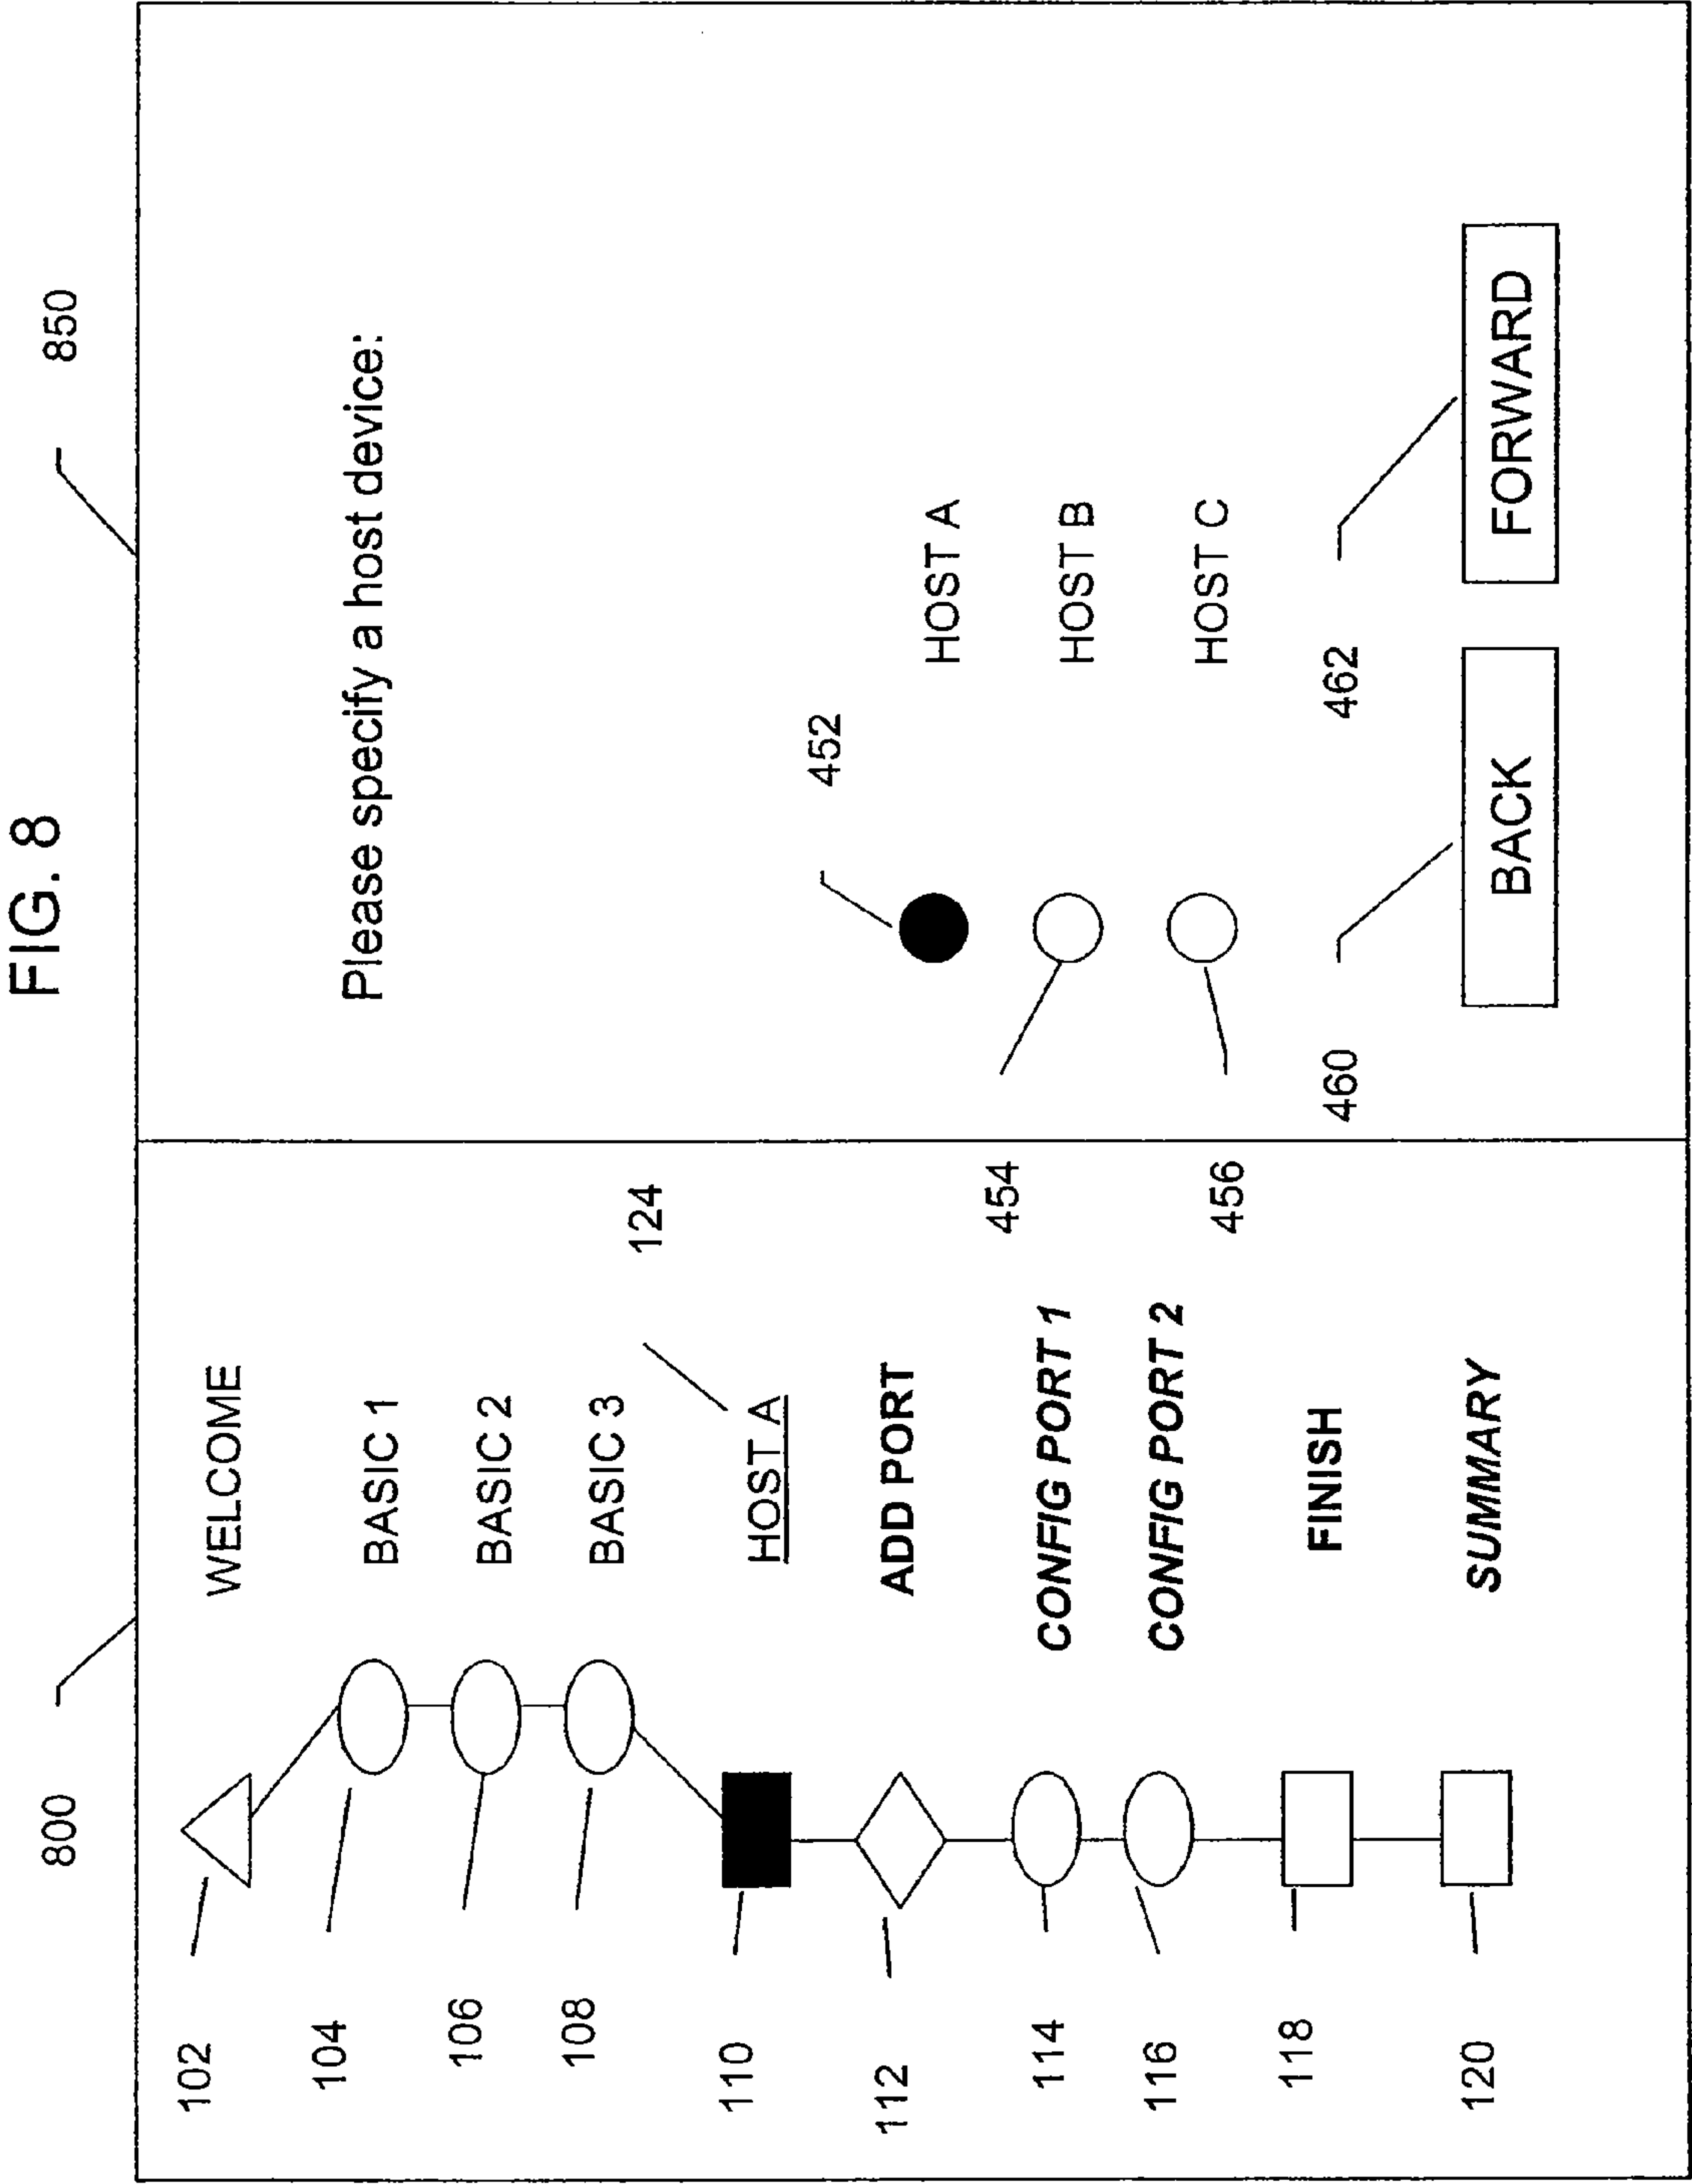 FIG. 8
800
850
102
WELCOME
104
BASIC 1
106
BASIC 2
108
BASIC 3
124
110
HOST A
112
ADD PORT
114
CONFIG PORT 1
116
CONFIG PORT 2
118
FINISH
120
SUMMARY
Please specify a host device:
452
HOST A
454
HOST B
456
HOST C
460
462
BACK
FORWARD